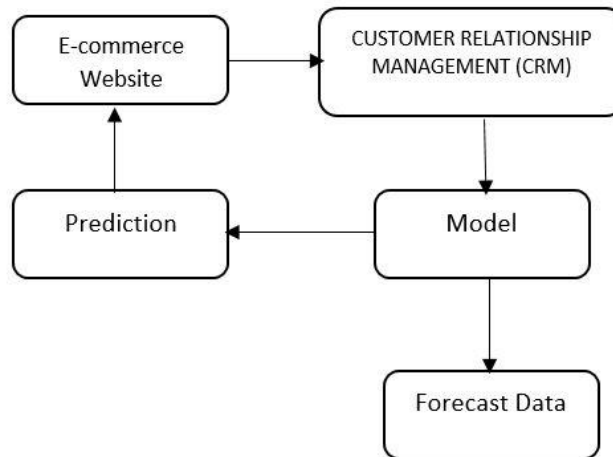 E-commerce
Website
CUSTOMER RELATIONSHIP
MANAGEMENT (CRM)
Prediction
Model
Forecast Data